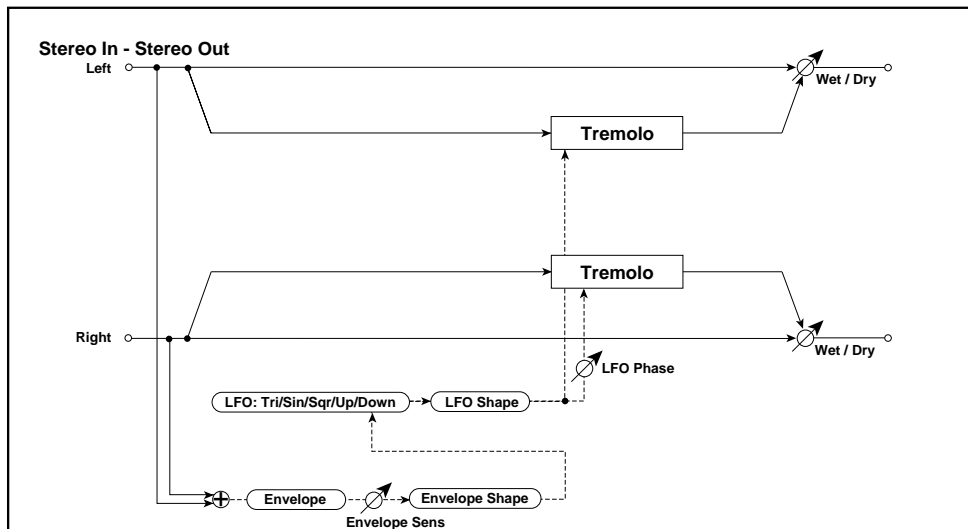 Stereo In - Stereo Out
Left
Wet / Dry
Tremolo
Tremolo
Right
Wet / Dry
LFO Phase
LFO: Tri/Sin/Sqr/Up/Down
LFO Shape
+
Envelope
Envelope Shape
Envelope Sens